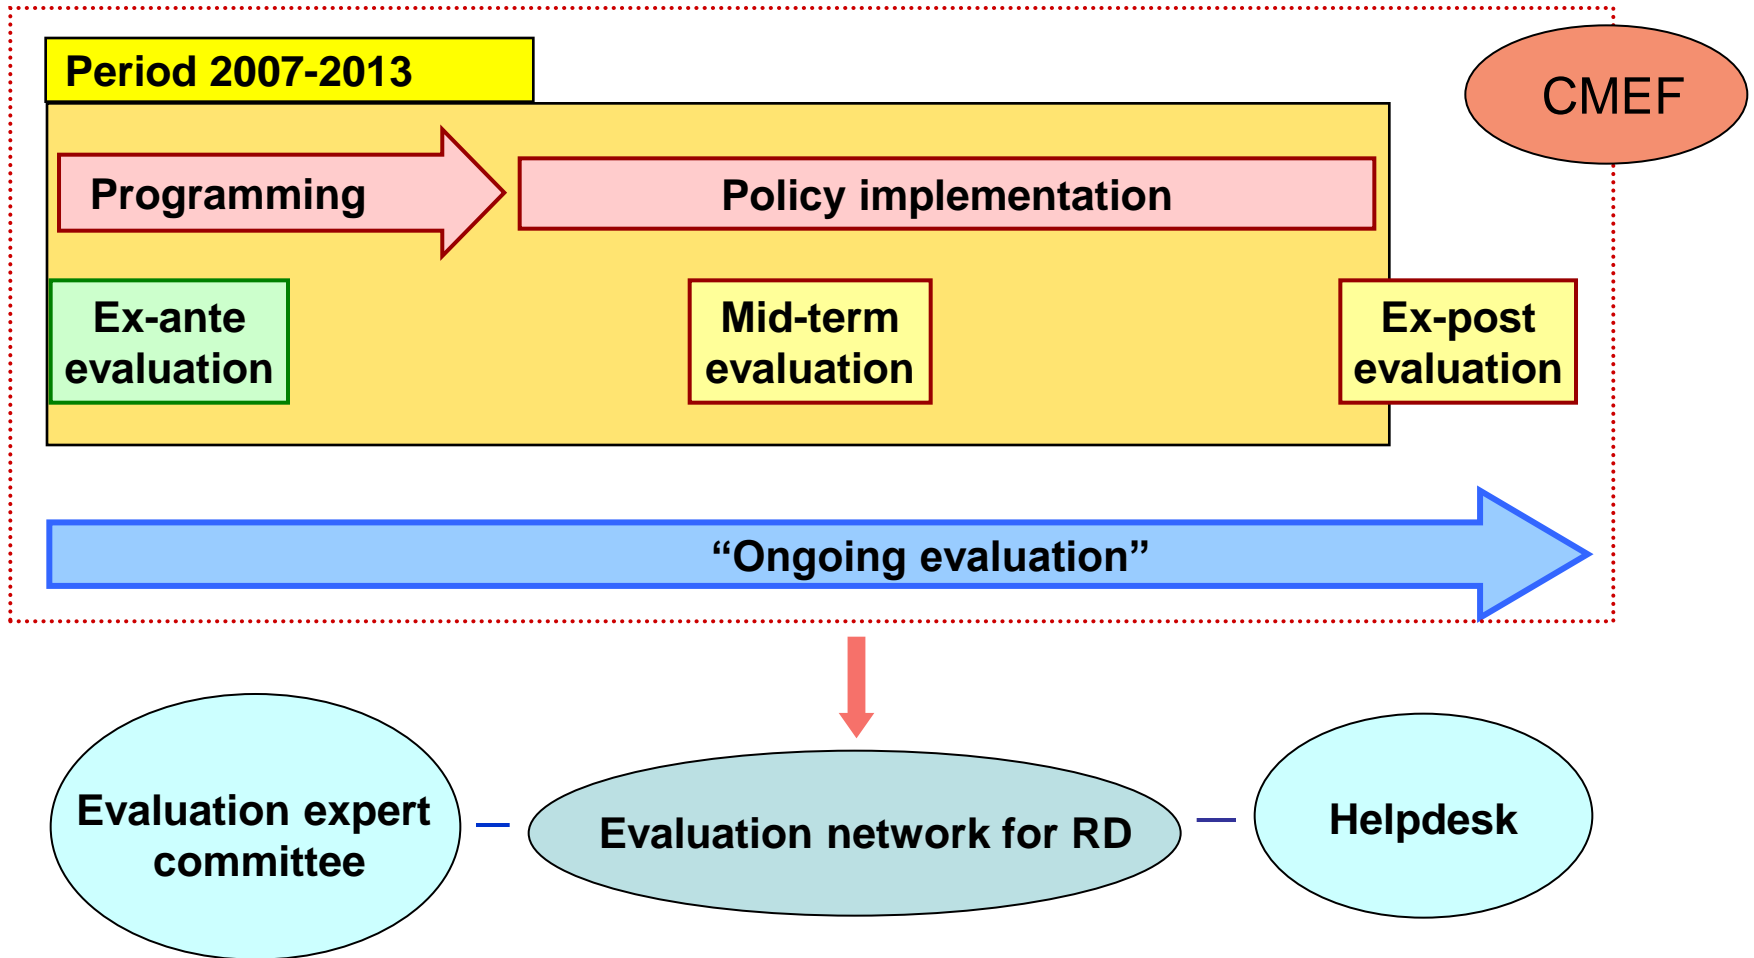 Period 2007-2013
CMEF
Programming
Policy implementation
Ex-ante
evaluation
Mid-term
evaluation
Ex-post
evaluation
“Ongoing evaluation”
Evaluation expert
committee
Evaluation network for RD
Helpdesk